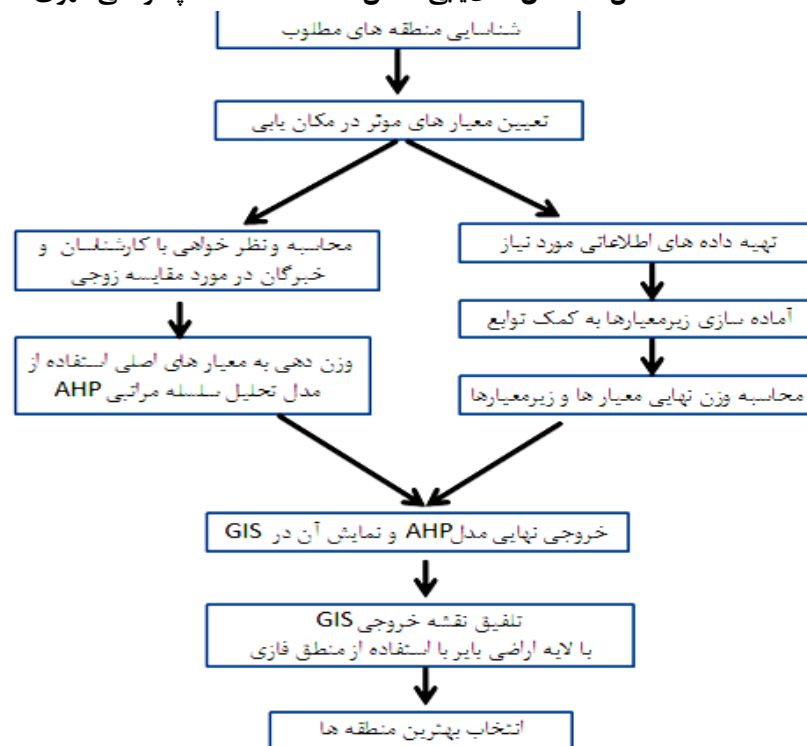 شناسایی منطقه های مطلوب
تعیین معیار های موثر در مکان یابی
محاسبه ونظر خواهی با کارشناسان و
خبرگان در مورد مقایسه زوجی
وزن دهی به معیار های اصلی استفاده از
مدل تحلیل سلسله مراتبی AHP
تهیه داده های اطلاعاتی مورد نیاز
آماده سازی زیرمعیارها به کمک توابع
محاسبه وزن نهایی معیار ها و زیرمعیارها
خروجی نهایی مدلAHP و نمایش آن در GIS
تلفیق نقشه خروجی GIS
با لایه اراضی بایر با استفاده از منطق فازی
انتخاب بهترین منطقه ها